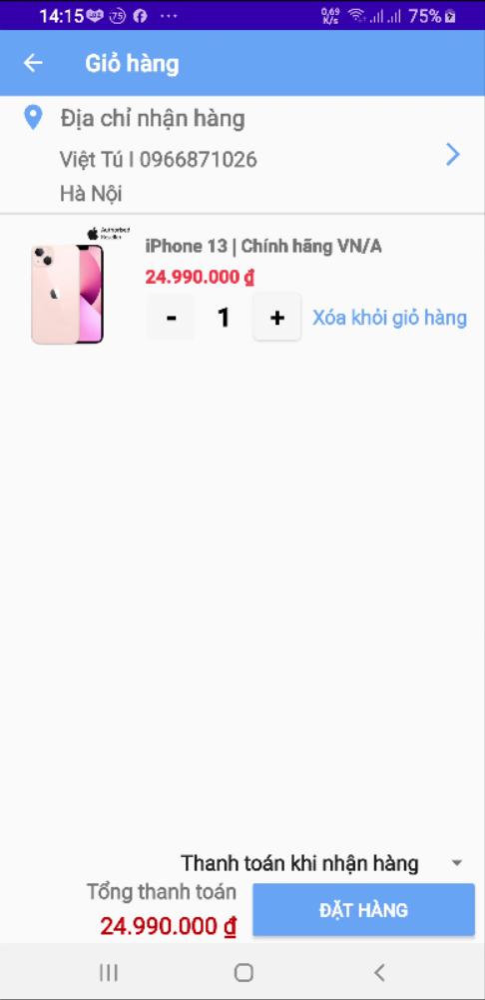 14:15
75
0,69
K/s
75%
Giỏ hàng
Địa chỉ nhận hàng
Việt Tú I 0966871026
Hà Nội
Authorised
Reseller
iPhone 13 | Chính hãng VN/A
24.990.000 ₫
- 1 + Xóa khỏi giỏ hàng
Thanh toán khi nhận hàng
Tổng thanh toán
24.990.000 ₫
ĐẶT HÀNG